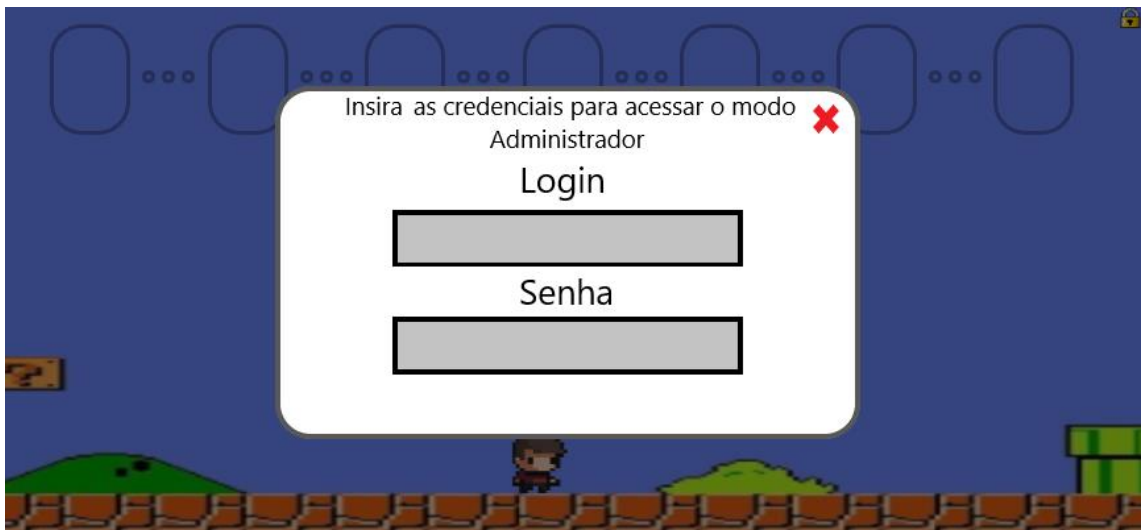 Insira as credenciais para acessar o modo
Administrador
Login
Senha
?